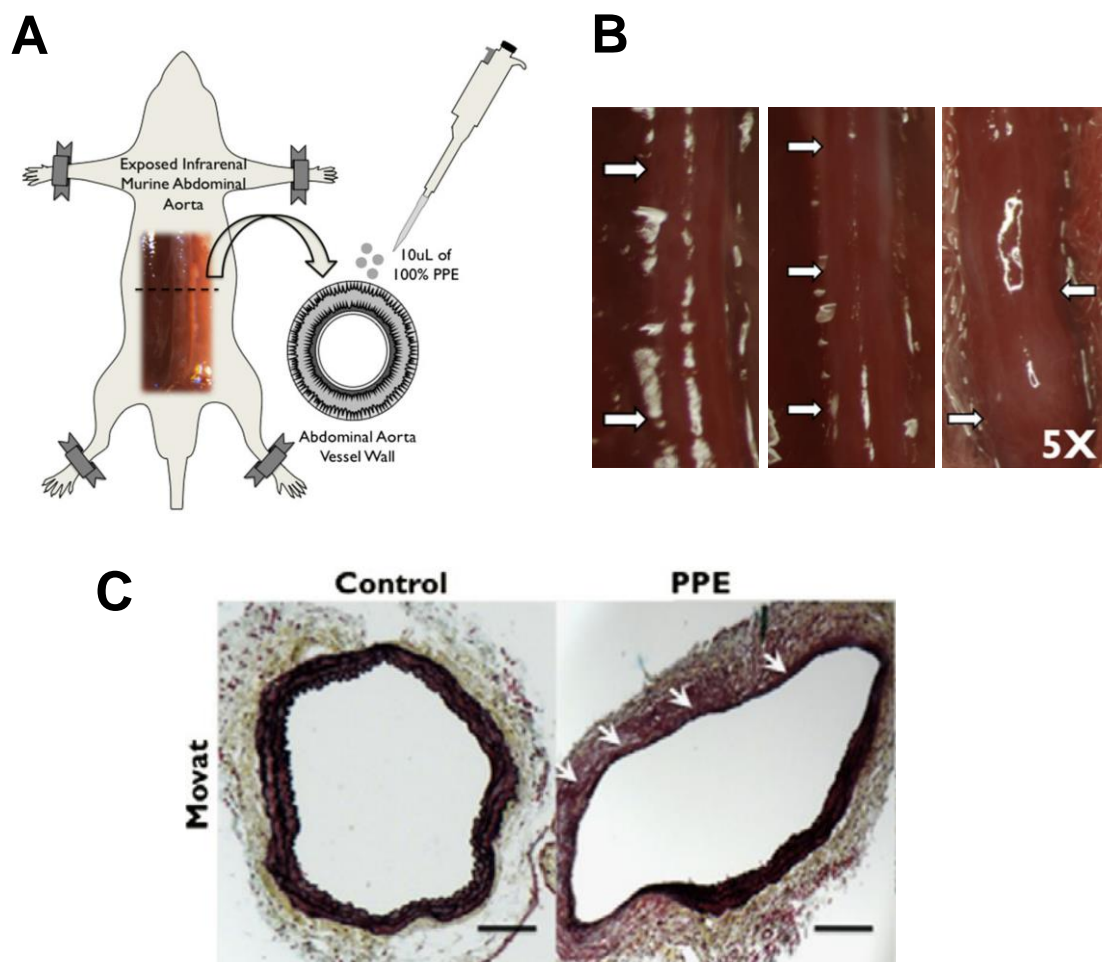 A
Exposed Infrarenal
Murine Abdominal
Aorta
10uL of
100% PPE
Abdominal Aorta
Vessel Wall
B
5X
C
Control
PPE
Movat